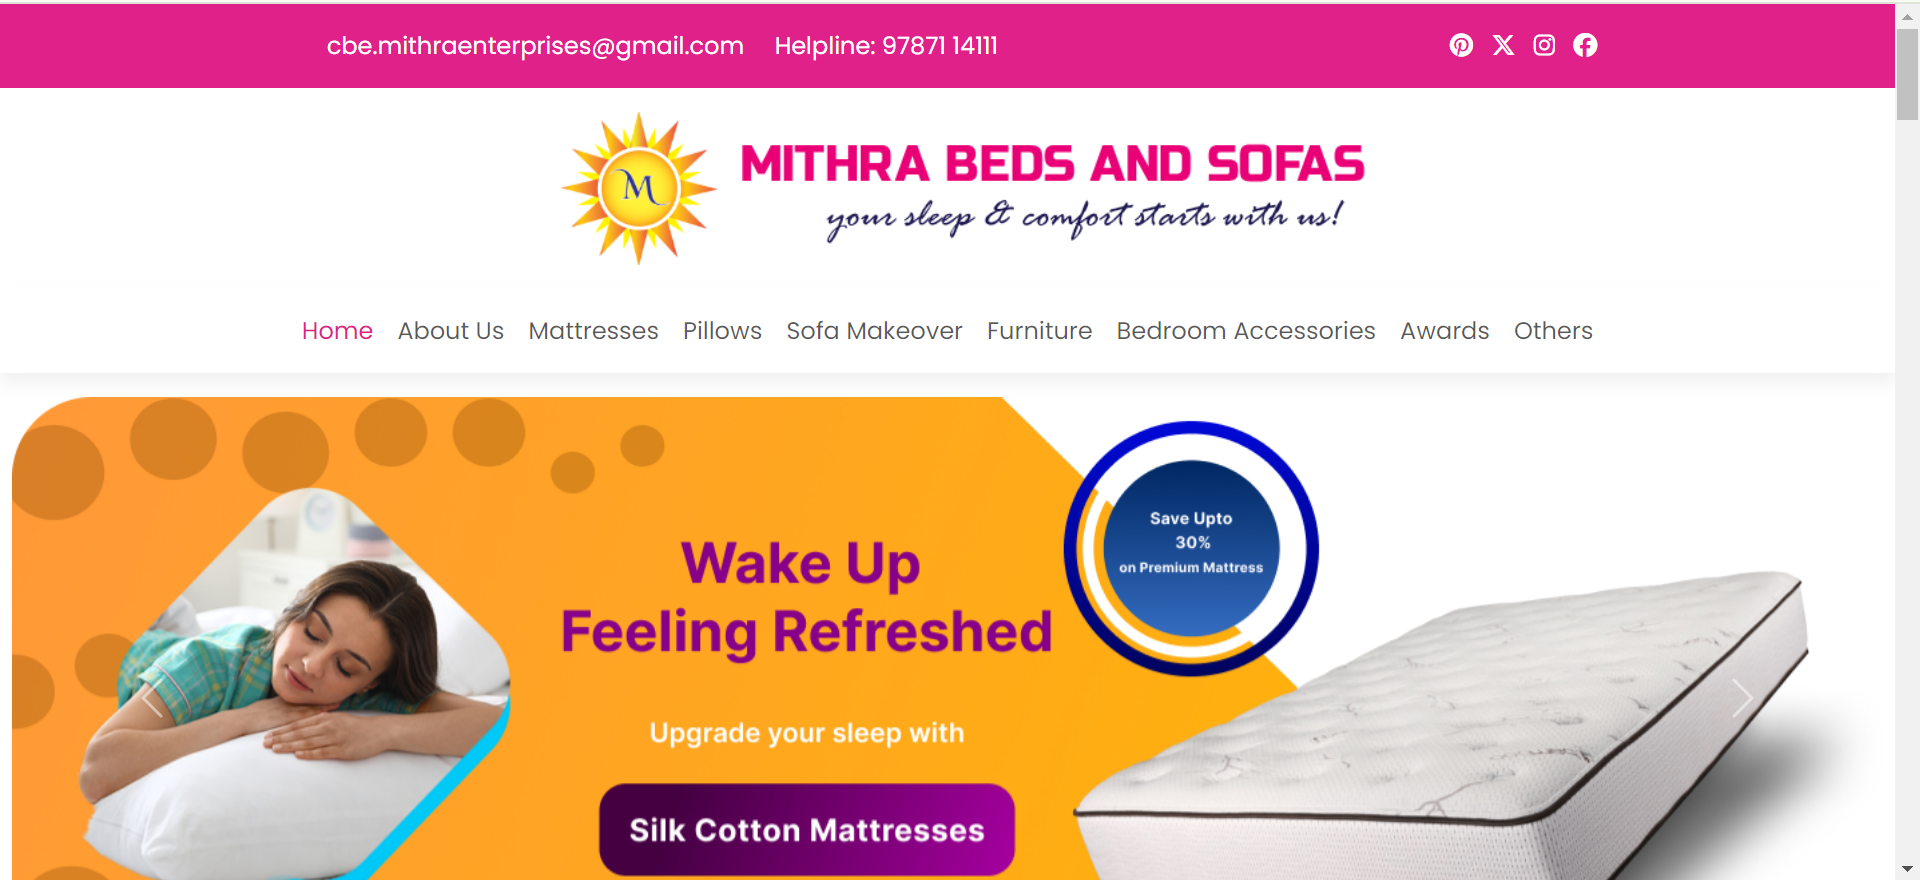 cbe.mithraenterprises@gmail.com Helpline: 97871 14111
M
MITHRA BEDS AND SOFAS
your sleep & comfort starts with us!
Home About Us Mattresses Pillows Sofa Makeover Furniture Bedroom Accessories Awards Others
Save Upto
30%
on Premium Mattress
Wake Up
Feeling Refreshed
Upgrade your sleep with
Silk Cotton Mattresses